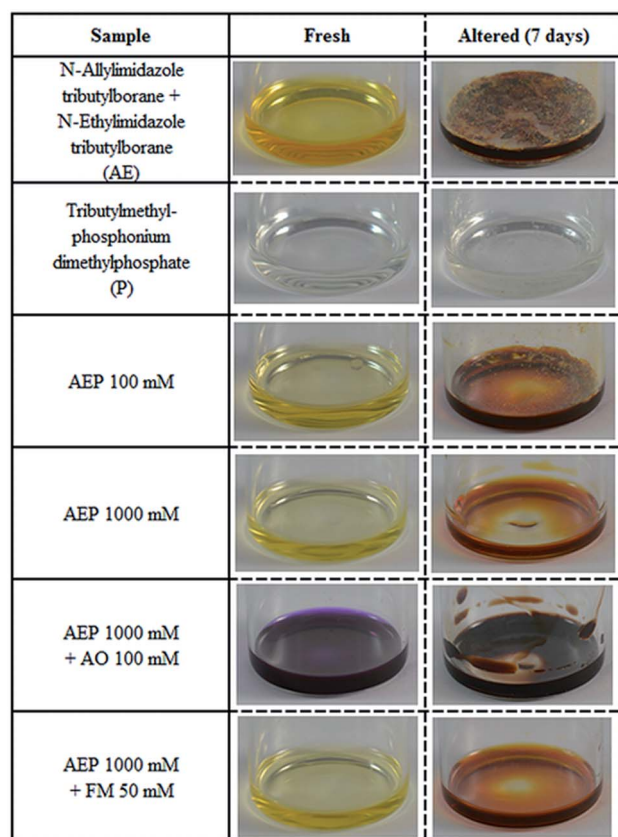 Sample Fresh Altered (7 days)
N-Allylimidazole
tributylborane +
N-Ethylimidazole
tributylborane
(AE)
Tributylmethyl-
phosphonium
dimethylphosphate
(P)
AEP 100 mM
AEP 1000 mM
AEP 1000 mM
+ AO 100 mM
AEP 1000 mM
+ FM 50 mM